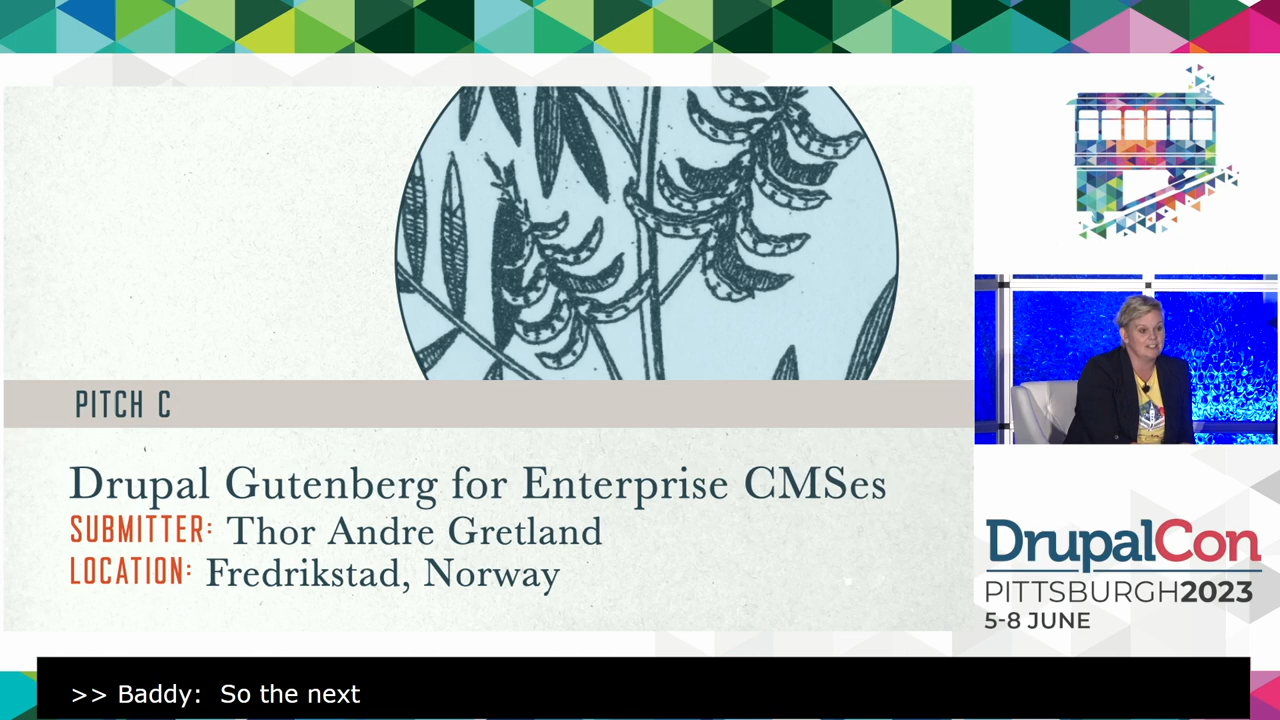 PITCH C
Drupal Gutenberg for Enterprise CMSes
SUBMITTER: Thor Andre Gretland
LOCATION: Fredrikstad, Norway
DrupalCon
PITTSBURGH2023
5-8 JUNE
>> Baddy:  So the next